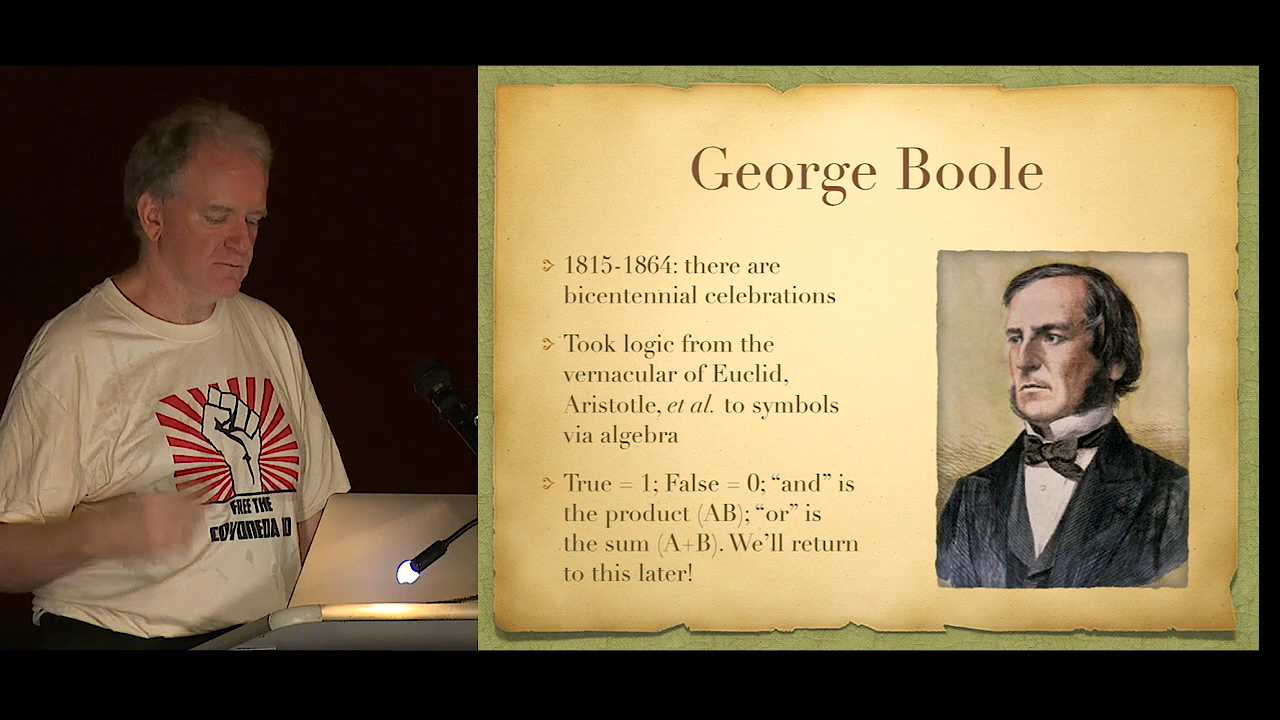 George Boole
1815-1864: there are
bicentennial celebrations
Took logic from the
vernacular of Euclid,
Aristotle, et al. to symbols
via algebra
True = 1; False = 0; “and” is
the product (AB); “or” is
the sum (A+B). We’ll return
to this later!
FREE THE